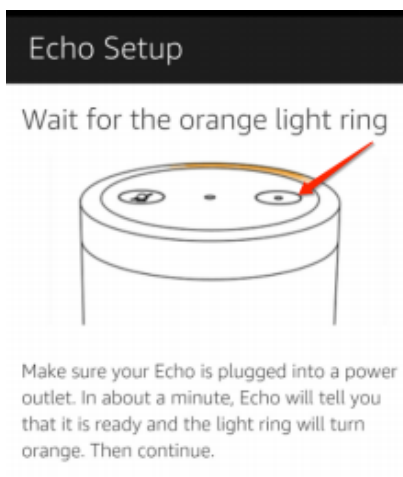 Echo Setup
Wait for the orange light ring
Make sure your Echo is plugged into a power
outlet. In about a minute, Echo will tell you
that it is ready and the light ring will turn
orange. Then continue.